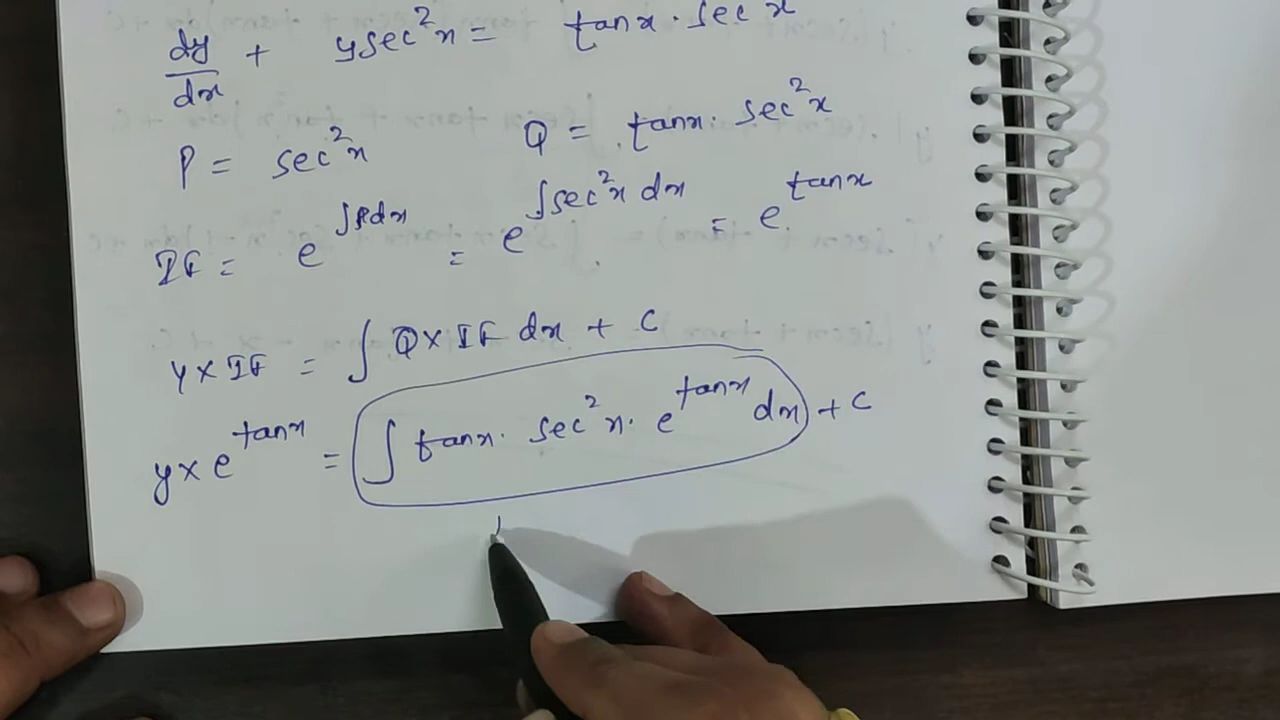 dy/dx + y sec²x = tanx · sec x
P = sec²x Q = tanx · sec²x
IF = e^∫Pdx = e^∫sec²x dx = e^tanx
y × IF = ∫ Q × IF dx + C
y × e^tanx = ∫ tanx · sec²x · e^tanx dx + C